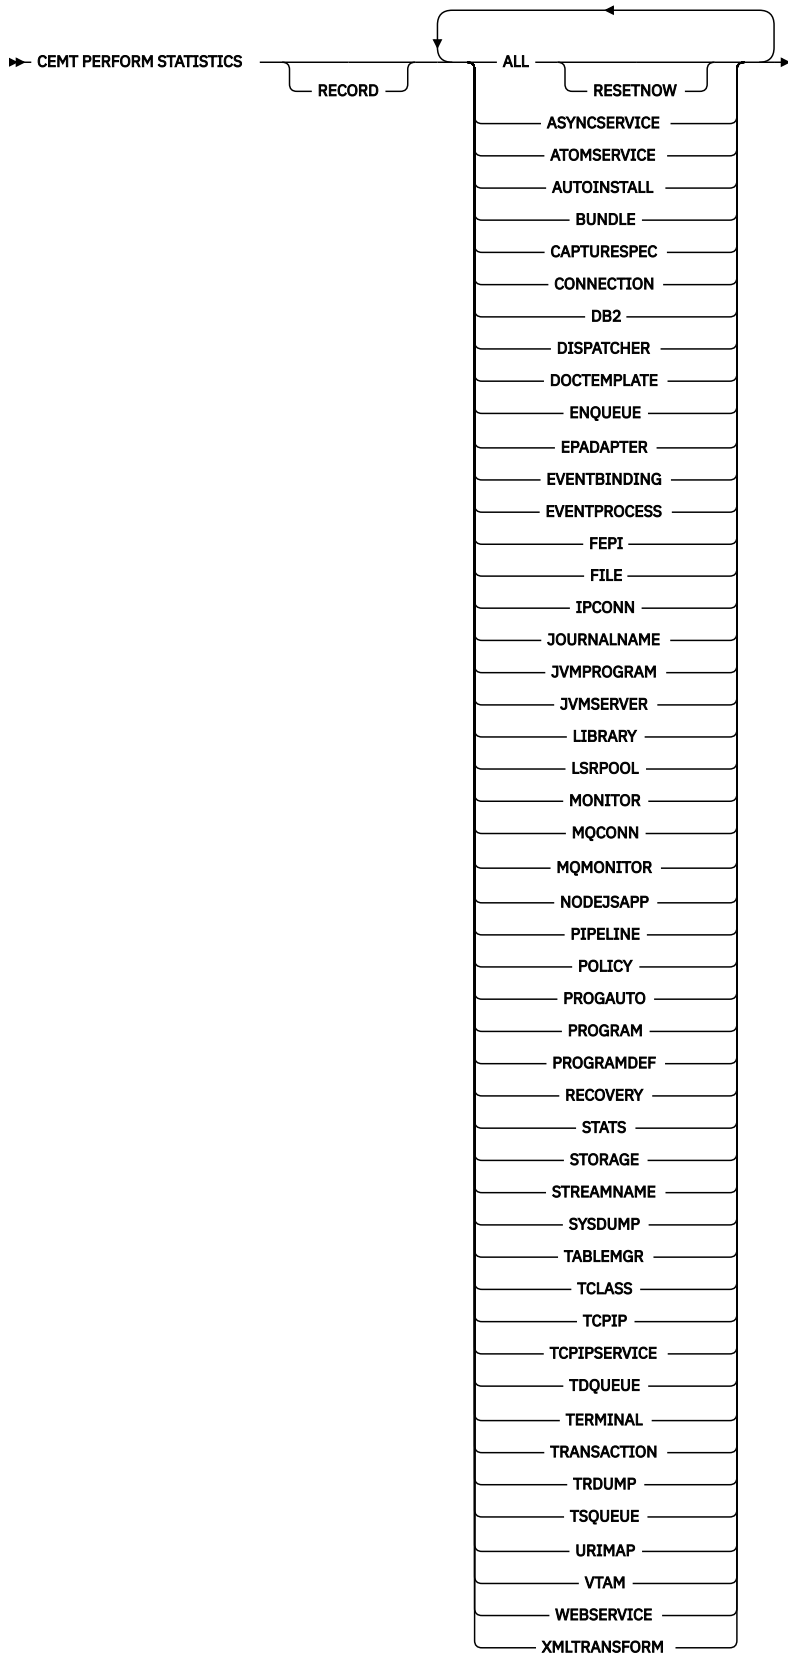 CEMT PERFORM STATISTICS ALL
RECORD RESETNOW
ASYNCSERVICE
ATOMSERVICE
AUTOINSTALL
BUNDLE
CAPTURESPEC
CONNECTION
DB2
DISPATCHER
DOCTEMPLATE
ENQUEUE
EPADAPTER
EVENTBINDING
EVENTPROCESS
FEPI
FILE
IPCONN
JOURNALNAME
JVMPROGRAM
JVMSERVER
LIBRARY
LSRPOOL
MONITOR
MQCONN
MQMONITOR
NODEJSAPP
PIPELINE
POLICY
PROGAUTO
PROGRAM
PROGRAMDEF
RECOVERY
STATS
STORAGE
STREAMNAME
SYSDUMP
TABLEMGR
TCLASS
TCPIP
TCPIPSERVICE
TDQUEUE
TERMINAL
TRANSACTION
TRDUMP
TSQUEUE
URIMAP
VTAM
WEBSERVICE
XMLTRANSFORM